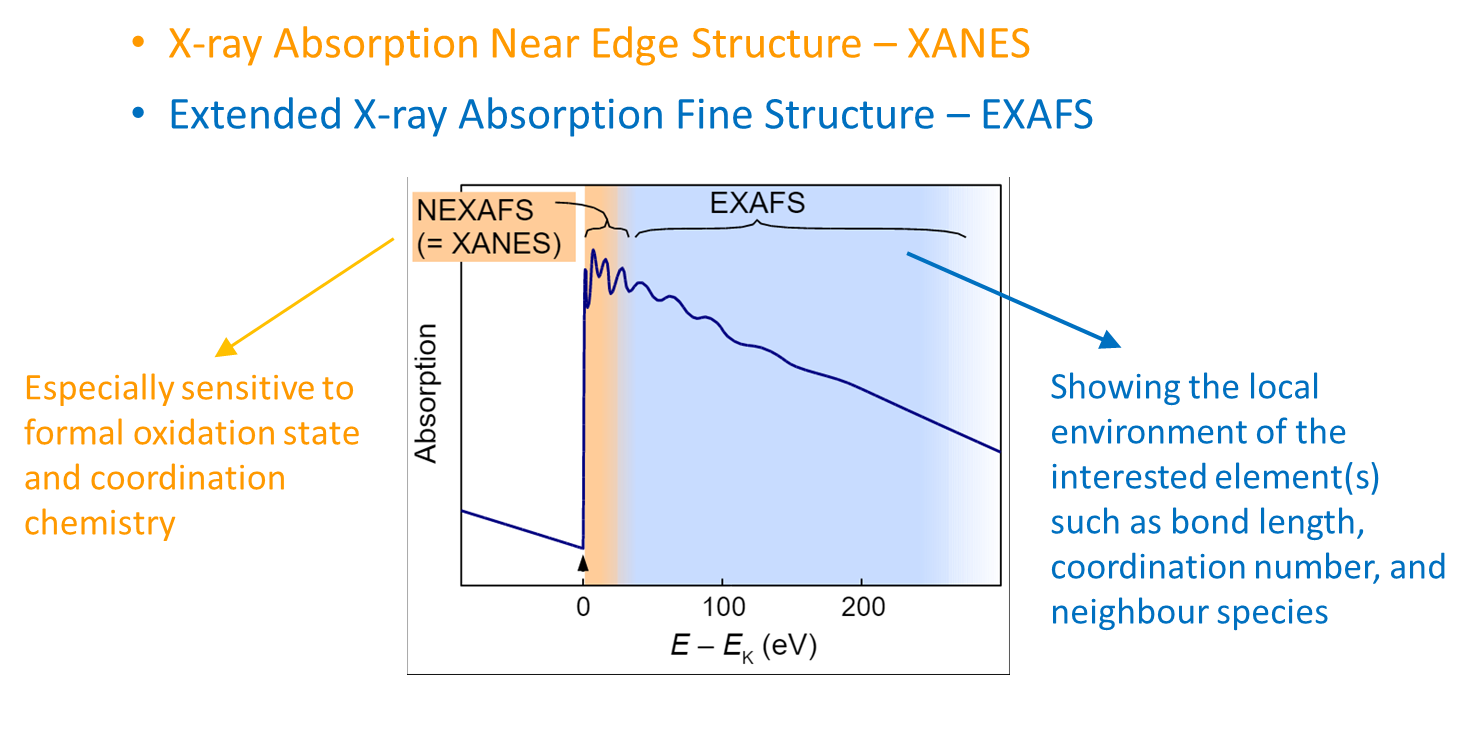 • X-ray Absorption Near Edge Structure – XANES
• Extended X-ray Absorption Fine Structure – EXAFS
NEXAFS
(= XANES)
EXAFS
Absorption
0
100
200
E – EK (eV)
Especially sensitive to
formal oxidation state
and coordination
chemistry
Showing the local
environment of the
interested element(s)
such as bond length,
coordination number, and
neighbour species